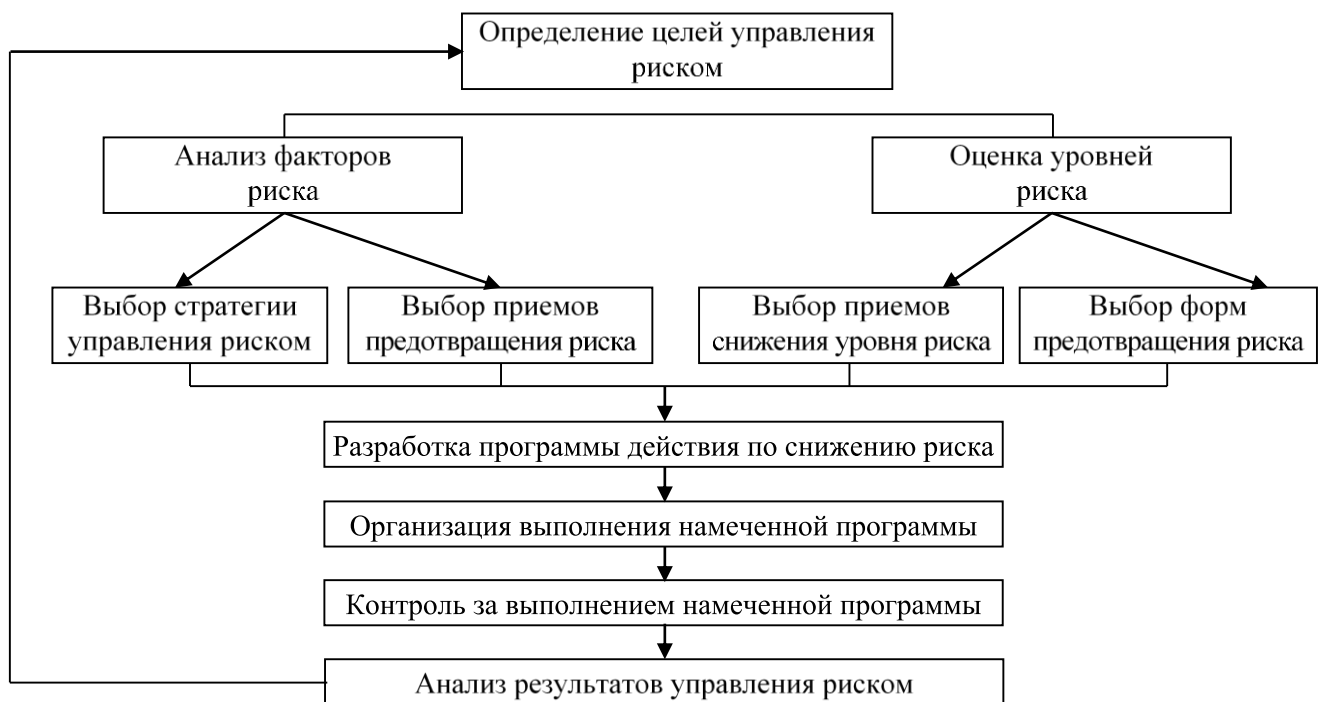 Определение целей управления
риском
Анализ факторов
риска
Оценка уровней
риска
Выбор стратегии
управления риском
Выбор приемов
предотвращения риска
Выбор приемов
снижения уровня риска
Выбор форм
предотвращения риска
Разработка программы действия по снижению риска
Организация выполнения намеченной программы
Контроль за выполнением намеченной программы
Анализ результатов управления риском